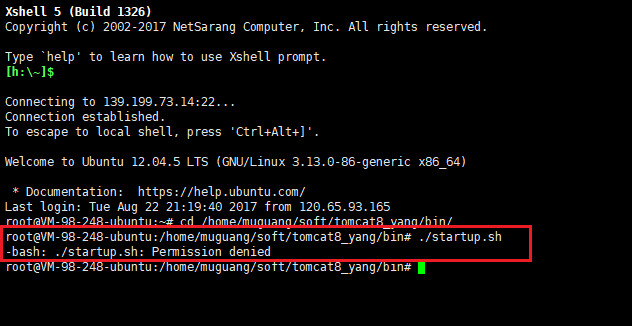 Xshell 5 (Build 1326)
Copyright (c) 2002-2017 NetSarang Computer, Inc. All rights reserved.
Type `help' to learn how to use Xshell prompt.
[h:\~]$
Connecting to 139.199.73.14:22...
Connection established.
To escape to local shell, press 'Ctrl+Alt+]'.
Welcome to Ubuntu 12.04.5 LTS (GNU/Linux 3.13.0-86-generic x86_64)
* Documentation:  https://help.ubuntu.com/
Last login: Tue Aug 22 21:19:40 2017 from 120.65.93.165
root@VM-98-248-ubuntu:~# cd /home/muguang/soft/tomcat8_yang/bin/
root@VM-98-248-ubuntu:/home/muguang/soft/tomcat8_yang/bin# ./startup.sh
-bash: ./startup.sh: Permission denied
root@VM-98-248-ubuntu:/home/muguang/soft/tomcat8_yang/bin#